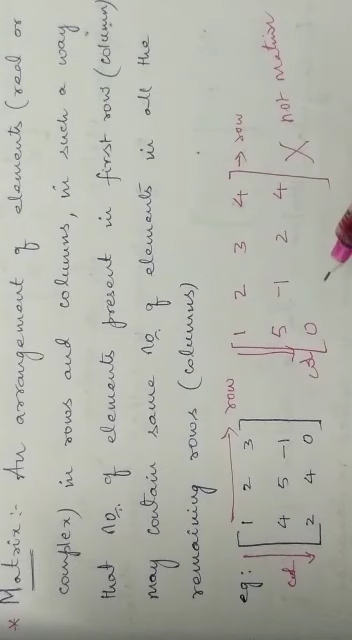 * Matrix :- An arrangement of elements (real or
complex) in rows and columns, in such a way
that no. of elements present in first row (column)
may contain same no. of elements in all the
remaining rows (columns)
eg: [ 1 2 3 → row
4 5 -1
2 4 0 ]
col
[ 1 2 3 4 ] → row
5 -1 2 4
0
col
X not matrix